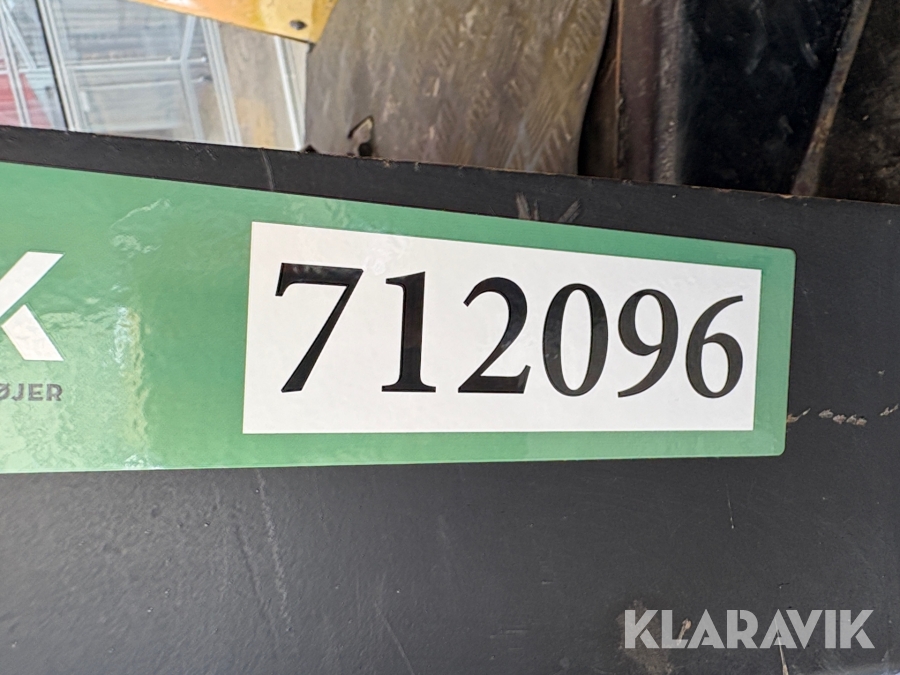 K
ØJER
712096
KLARAVIK